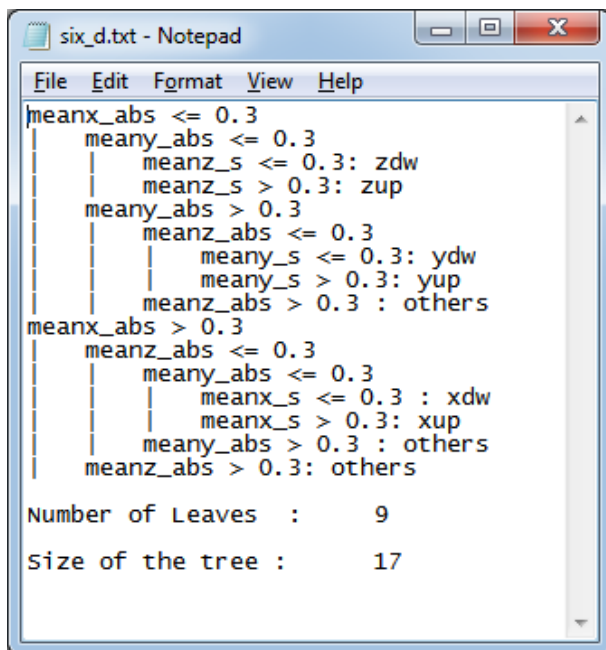 six_d.txt - Notepad
File Edit Format View Help
meanx_abs <= 0.3
|    meany_abs <= 0.3
|    |    meanz_s <= 0.3: zdw
|    |    meanz_s > 0.3: zup
|    meany_abs > 0.3
|    |    meanz_abs <= 0.3
|    |    |    meany_s <= 0.3: ydw
|    |    |    meany_s > 0.3: yup
|    |    meanz_abs > 0.3 : others
meanx_abs > 0.3
|    meanz_abs <= 0.3
|    |    meany_abs <= 0.3
|    |    |    meanx_s <= 0.3 : xdw
|    |    |    meanx_s > 0.3: xup
|    |    meany_abs > 0.3 : others
|    meanz_abs > 0.3: others
Number of Leaves  :     9
Size of the tree :      17